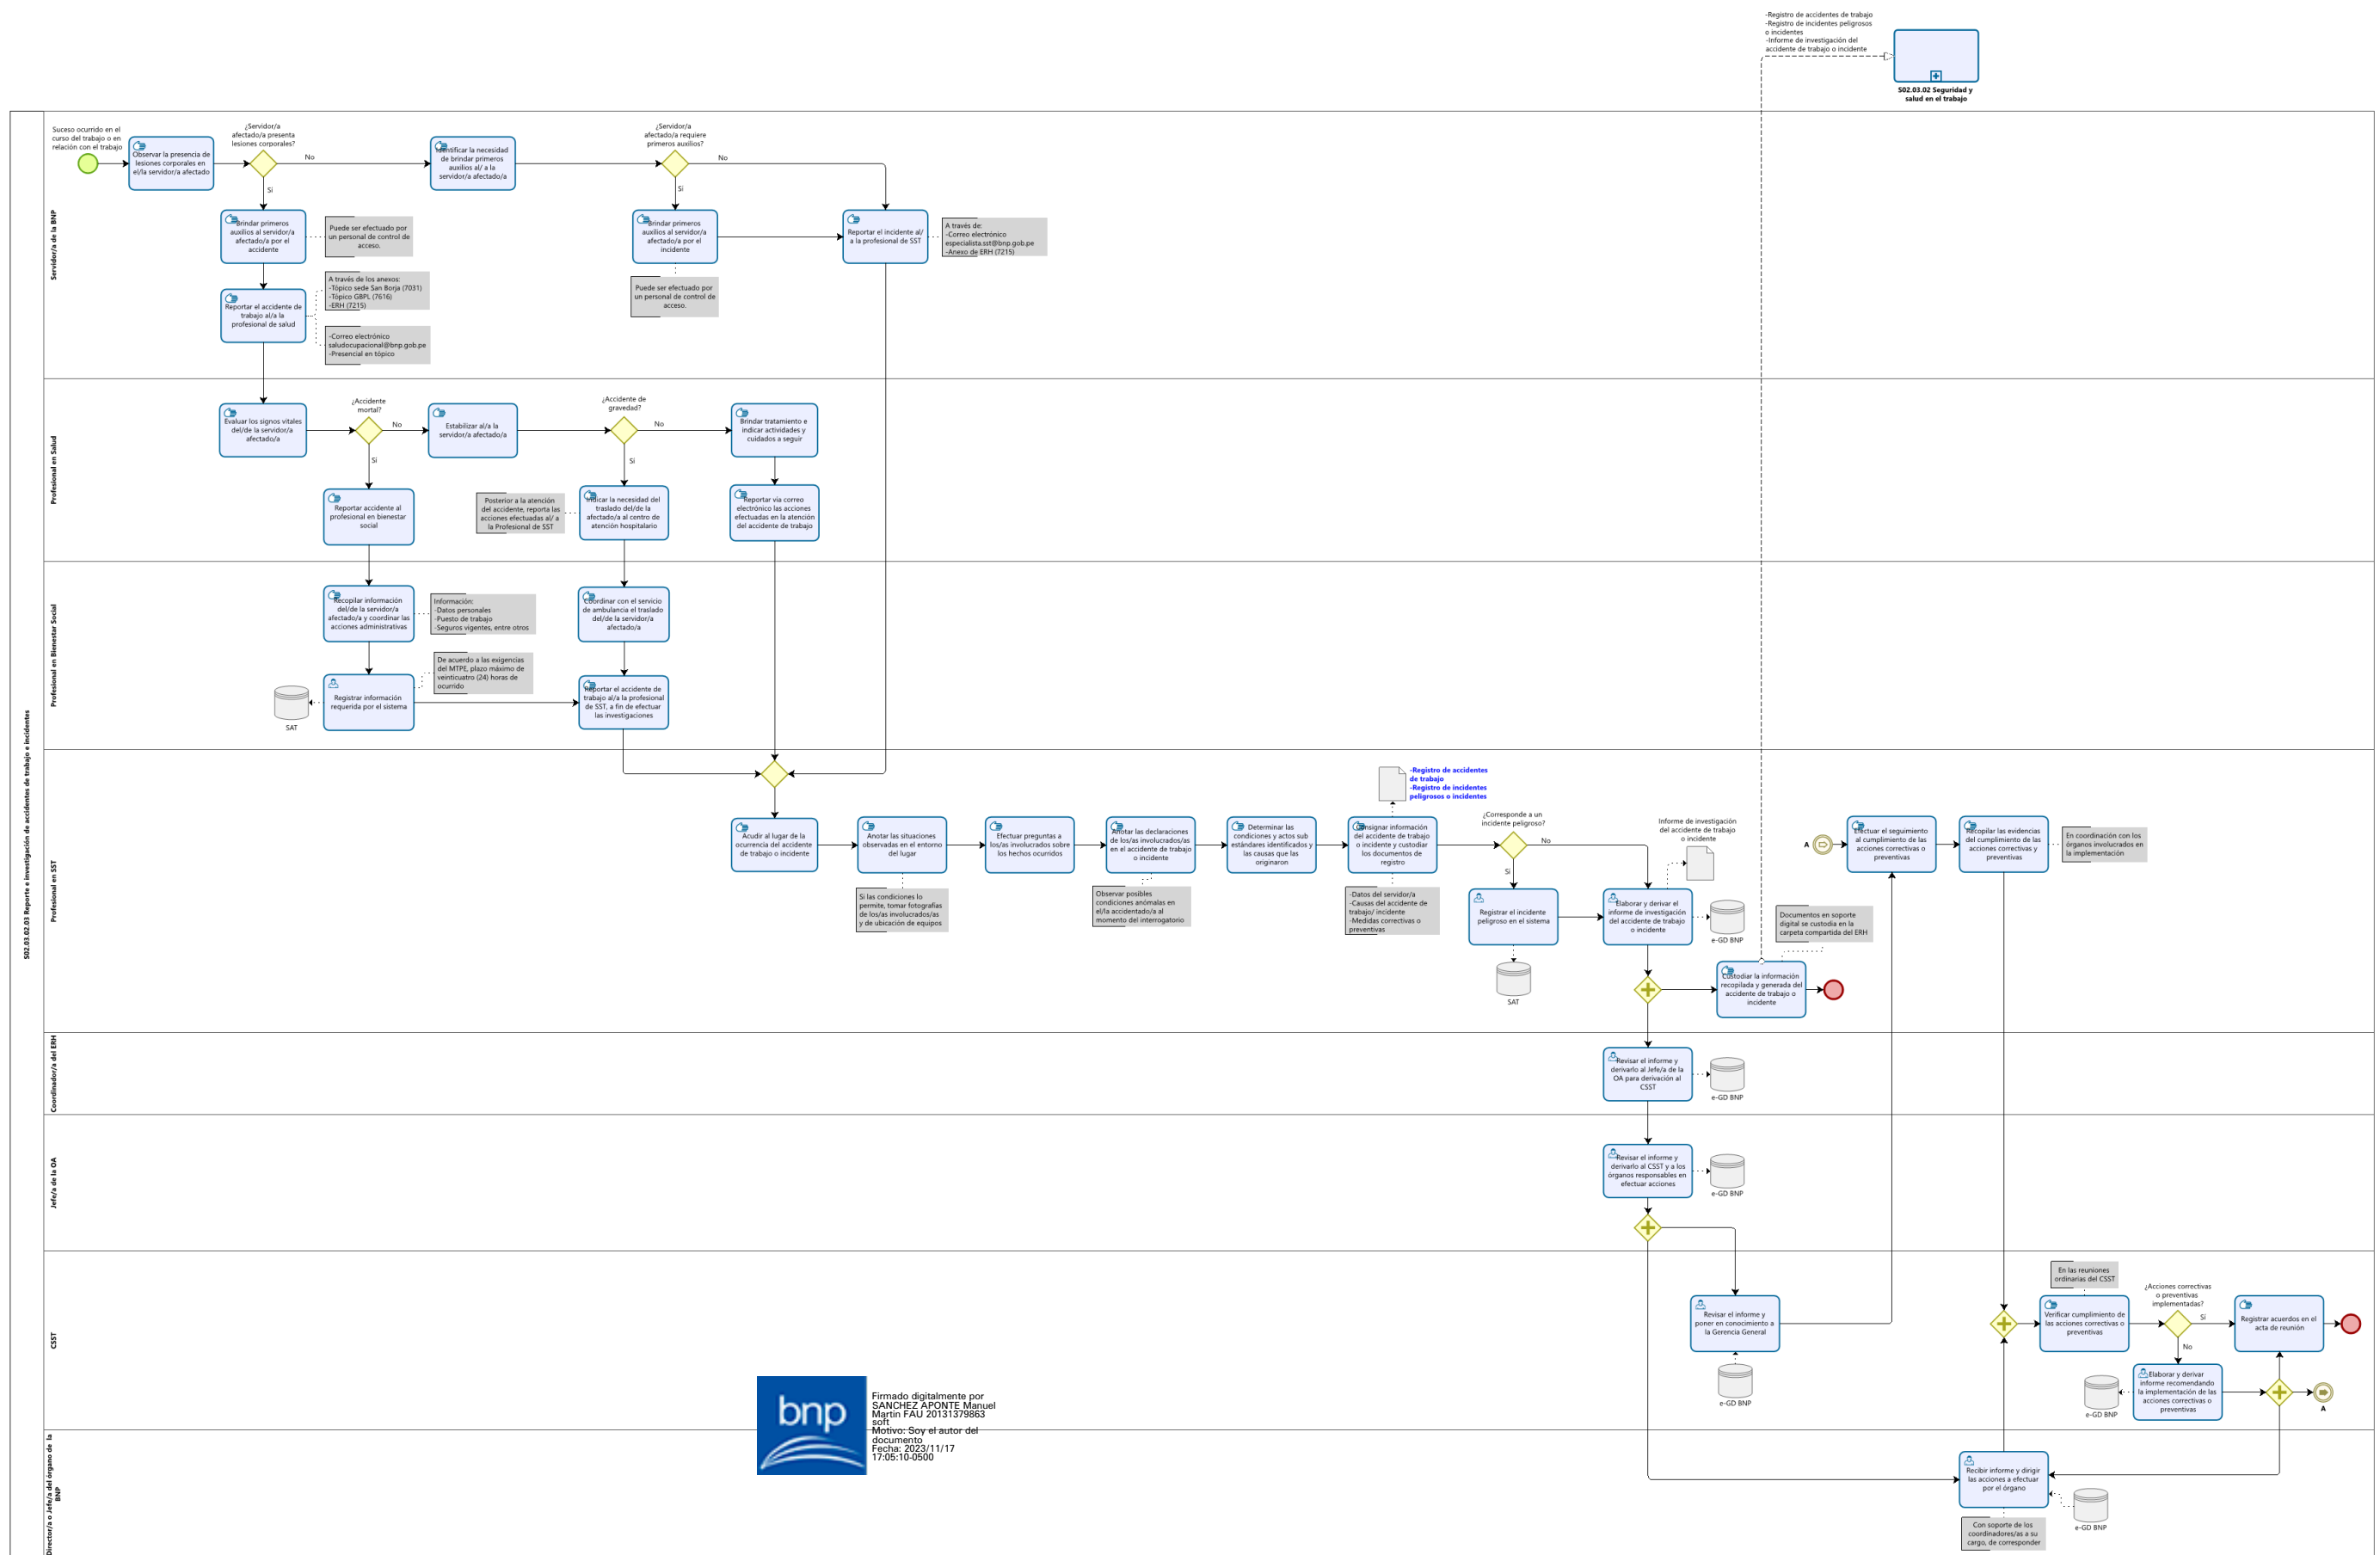 -Registro de accidentes de trabajo
-Registro de incidentes peligrosos
o incidentes
-Informe de investigación del
accidente de trabajo o incidente
S02.03.02 Seguridad y
salud en el trabajo
S02.03.02.03 Reporte e investigación de accidentes de trabajo e incidentes
Servidor/a de la BNP
Suceso ocurrido en el
curso del trabajo o en
relación con el trabajo
Observar la presencia de
lesiones corporales en
el/la servidor/a afectado
¿Servidor/a
afectado/a presenta
lesiones corporales?
No
Si
Identificar la necesidad
de brindar primeros
auxilios al/ a la
servidor/a afectado/a
¿Servidor/a
afectado/a requiere
primeros auxilios?
No
Si
Brindar primeros
auxilios al servidor/a
afectado/a por el
accidente
Puede ser efectuado por
un personal de control de
acceso.
Brindar primeros
auxilios al servidor/a
afectado/a por el
incidente
Puede ser efectuado por
un personal de control de
acceso.
Reportar el incidente al/
a la profesional de SST
A través de:
-Correo electrónico
especialista.sst@bnp.gob.pe
-Anexo de ERH (7215)
Reportar el accidente de
trabajo al/a la
profesional de salud
A través de los anexos:
-Tópico sede San Borja (7031)
-Tópico GBPL (7616)
-ERH (7215)
-Correo electrónico
saludocupacional@bnp.gob.pe
-Presencial en tópico
Profesional en Salud
Evaluar los signos vitales
del/de la servidor/a
afectado/a
¿Accidente
mortal?
No
Si
Estabilizar al/a la
servidor/a afectado/a
¿Accidente de
gravedad?
No
Si
Brindar tratamiento e
indicar actividades y
cuidados a seguir
Reportar accidente al
profesional en bienestar
social
Posterior a la atención
del accidente, reporta las
acciones efectuadas al/ a
la Profesional de SST
Indicar la necesidad del
traslado del/de la
afectado/a al centro de
atención hospitalario
Reportar vía correo
electrónico las acciones
efectuadas en la atención
del accidente de trabajo
Profesional en Bienestar Social
Recopilar información
del/de la servidor/a
afectado/a y coordinar las
acciones administrativas
Información:
-Datos personales
-Puesto de trabajo
-Seguros vigentes, entre otros
Coordinar con el servicio
de ambulancia el traslado
del/de la servidor/a
afectado/a
De acuerdo a las exigencias
del MTPE, plazo máximo de
veinticuatro (24) horas de
ocurrido
SAT
Registrar información
requerida por el sistema
Reportar el accidente de
trabajo al/a la profesional
de SST, a fin de efectuar
las investigaciones
Profesional en SST
Acudir al lugar de la
ocurrencia del accidente
de trabajo o incidente
Anotar las situaciones
observadas en el entorno
del lugar
Si las condiciones lo
permite, tomar fotografías
de los/as involucrados/as
y de ubicación de equipos
Efectuar preguntas a
los/as involucrados sobre
los hechos ocurridos
Anotar las declaraciones
de los/as involucrados/as
en el accidente de trabajo
o incidente
Observar posibles
condiciones anómalas en
el/la accidentado/a al
momento del interrogatorio
Determinar las
condiciones y actos sub
estándares identificados y
las causas que las
originaron
-Registro de accidentes
de trabajo
-Registro de incidentes
peligrosos o incidentes
Consignar información
del accidente de trabajo
o incidente y custodiar
los documentos de
registro
-Datos del servidor/a
-Causas del accidente de
trabajo/ incidente
-Medidas correctivas o
preventivas
¿Corresponde a un
incidente peligroso?
No
Si
Registrar el incidente
peligroso en el sistema
SAT
Informe de investigación
del accidente de trabajo
o incidente
Elaborar y derivar el
informe de investigación
del accidente de trabajo
o incidente
e-GD BNP
Documentos en soporte
digital se custodia en la
carpeta compartida del ERH
Custodiar la información
recopilada y generada del
accidente de trabajo o
incidente
A
Efectuar el seguimiento
al cumplimiento de las
acciones correctivas o
preventivas
Recopilar las evidencias
del cumplimiento de las
acciones correctivas y
preventivas
En coordinación con los
órganos involucrados en
la implementación
Coordinador/a del ERH
Revisar el informe y
derivarlo al Jefe/a de la
OA para derivación al
CSST
e-GD BNP
Jefe/a de la OA
Revisar el informe y
derivarlo al CSST y a los
órganos responsables en
efectuar acciones
e-GD BNP
CSST
Revisar el informe y
poner en conocimiento a
la Gerencia General
e-GD BNP
En las reuniones
ordinarias del CSST
Verificar cumplimiento de
las acciones correctivas o
preventivas
¿Acciones correctivas
o preventivas
implementadas?
Sí
No
Registrar acuerdos en el
acta de reunión
e-GD BNP
Elaborar y derivar
informe recomendando
la implementación de las
acciones correctivas o
preventivas
A
bnp
Firmado digitalmente por
SANCHEZ APONTE Manuel
Martin FAU 20131379863
soft
Motivo: Soy el autor del
documento
Fecha: 2023/11/17
17:05:10-0500
Director/a o Jefe/a del órgano de la
BNP
Recibir informe y dirigir
las acciones a efectuar
por el órgano
e-GD BNP
Con soporte de los
coordinadores/as a su
cargo, de corresponder